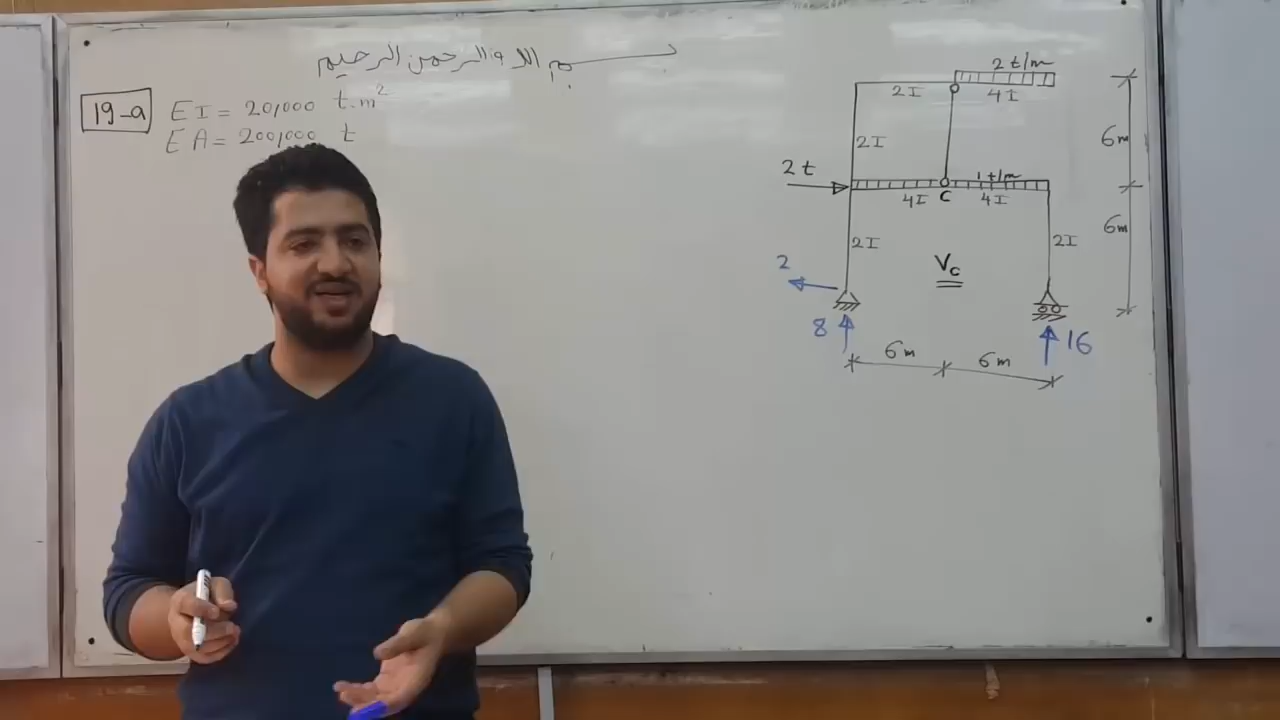 بسم الله الرحمن الرحيم
19-a
EI = 20,000 t.m²
EA = 200,000 t
2 t/m
2I
4I
2I
6m
2 t
1 t/m
4I
C
4I
2I
2I
6m
2
Vc
8
16
6m
6m